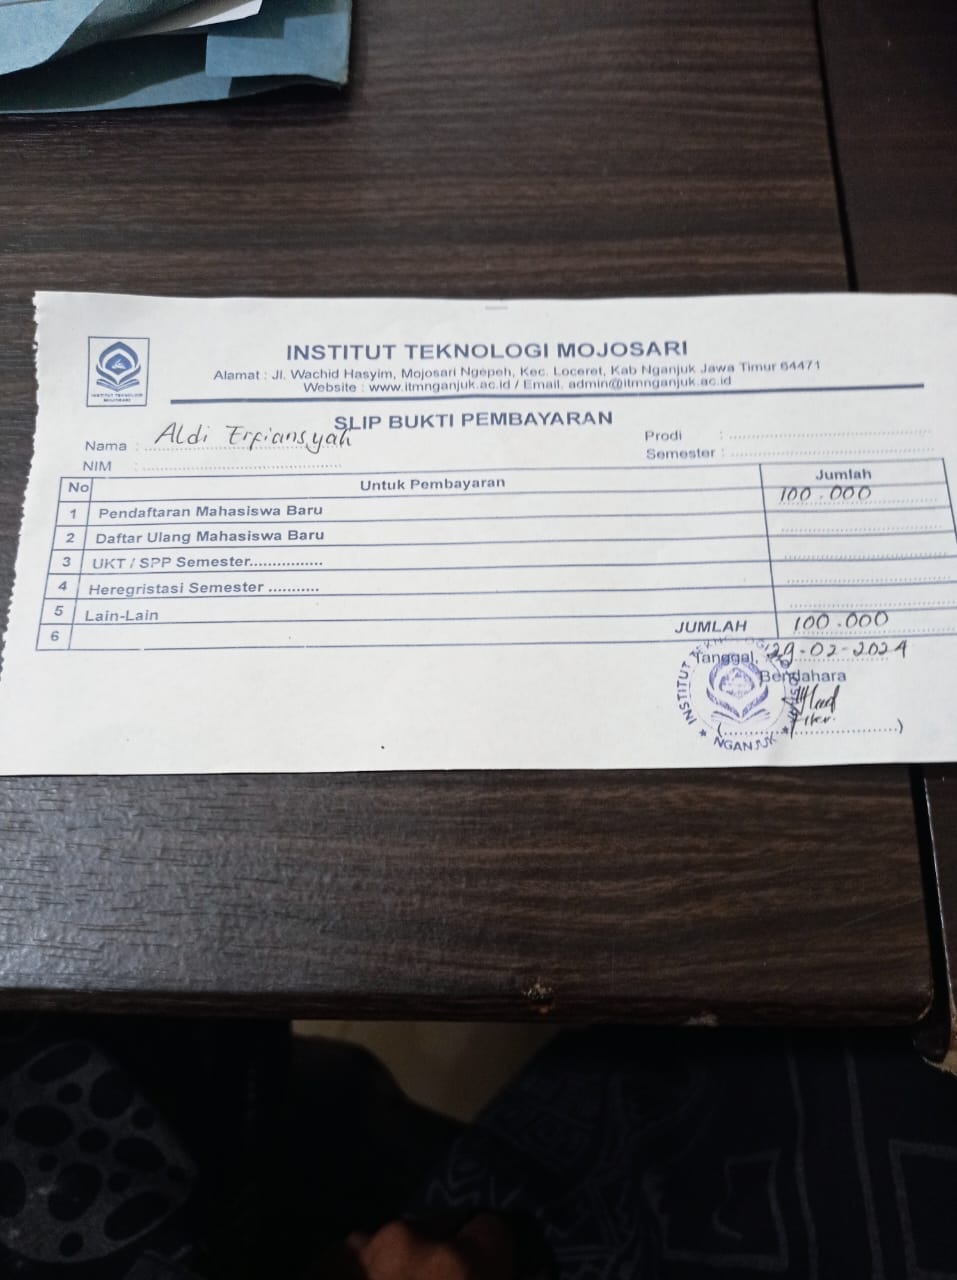 INSTITUT TEKNOLOGI MOJOSARI
Alamat : Jl. Wachid Hasyim, Mojosari Ngepeh, Kec. Loceret, Kab Nganjuk Jawa Timur 64471
Website : www.itmnganjuk.ac.id / Email. admin@itmnganjuk.ac.id
INSTITUT TEKNOLOGI
MOJOSARI
SLIP BUKTI PEMBAYARAN
Nama : Aldi Erfiansyah
Prodi :
NIM :
Semester :
No Untuk Pembayaran Jumlah
1 Pendaftaran Mahasiswa Baru 100.000
2 Daftar Ulang Mahasiswa Baru
3 UKT / SPP Semester................
4 Heregristasi Semester ...........
5 Lain-Lain
6 JUMLAH 100.000
Tanggal, 29-02-2024
Bendahara
(..................................)
INSTITUT TEKNOLOGI MOJOSARI
NGANJUK